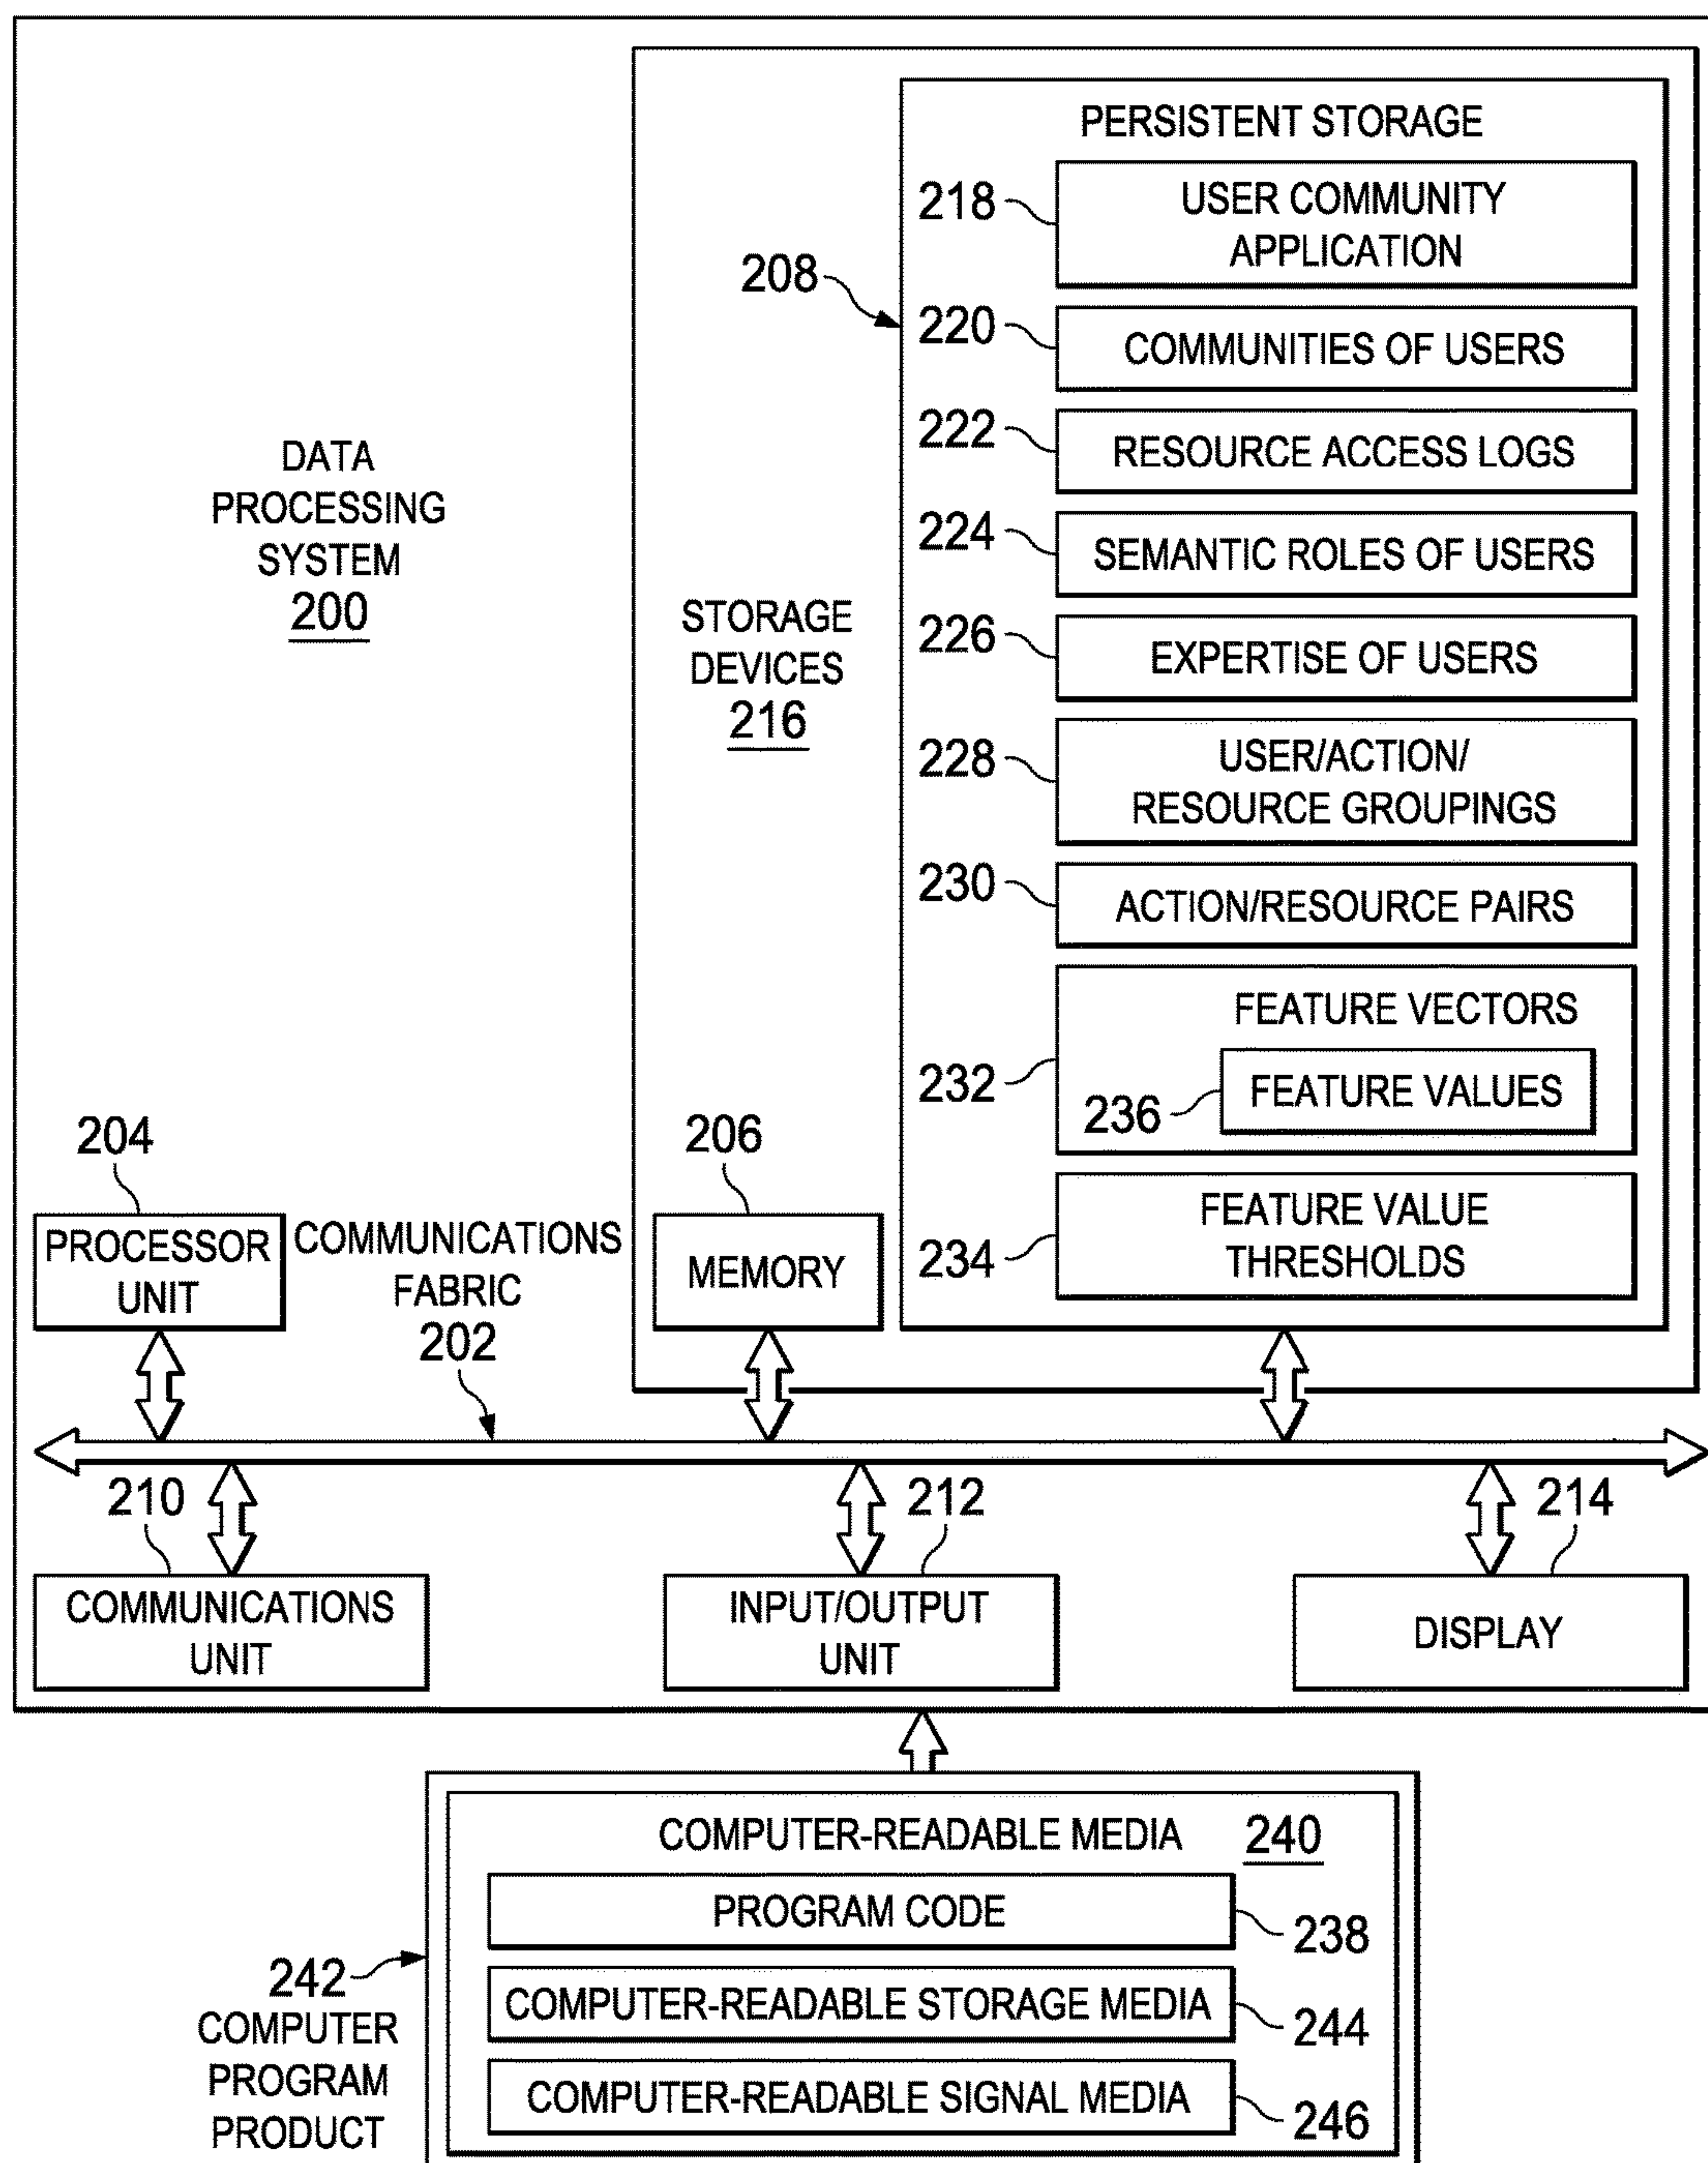 PERSISTENT STORAGE
218
USER COMMUNITY
APPLICATION
208
220
COMMUNITIES OF USERS
222
RESOURCE ACCESS LOGS
DATA
PROCESSING
SYSTEM
200
224
SEMANTIC ROLES OF USERS
STORAGE
DEVICES
216
226
EXPERTISE OF USERS
228
USER/ACTION/
RESOURCE GROUPINGS
230
ACTION/RESOURCE PAIRS
232
FEATURE VECTORS
236
FEATURE VALUES
234
FEATURE VALUE
THRESHOLDS
204
PROCESSOR
UNIT
COMMUNICATIONS
FABRIC
202
206
MEMORY
210
COMMUNICATIONS
UNIT
212
INPUT/OUTPUT
UNIT
214
DISPLAY
COMPUTER-READABLE MEDIA
240
PROGRAM CODE
238
242
COMPUTER
PROGRAM
PRODUCT
COMPUTER-READABLE STORAGE MEDIA
244
COMPUTER-READABLE SIGNAL MEDIA
246